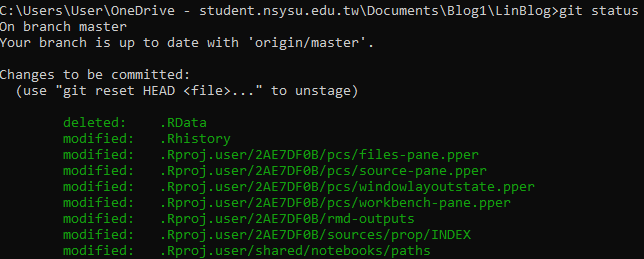 C:\Users\User\OneDrive - student.nsysu.edu.tw\Documents\Blog1\LinBlog>git status
On branch master
Your branch is up to date with 'origin/master'.
Changes to be committed:
(use "git reset HEAD <file>..." to unstage)
deleted: .RData
modified: .Rhistory
modified: .Rproj.user/2AE7DF0B/pcs/files-pane.pper
modified: .Rproj.user/2AE7DF0B/pcs/source-pane.pper
modified: .Rproj.user/2AE7DF0B/pcs/windowlayoutstate.pper
modified: .Rproj.user/2AE7DF0B/pcs/workbench-pane.pper
modified: .Rproj.user/2AE7DF0B/rmd-outputs
modified: .Rproj.user/2AE7DF0B/sources/prop/INDEX
modified: .Rproj.user/shared/notebooks/paths